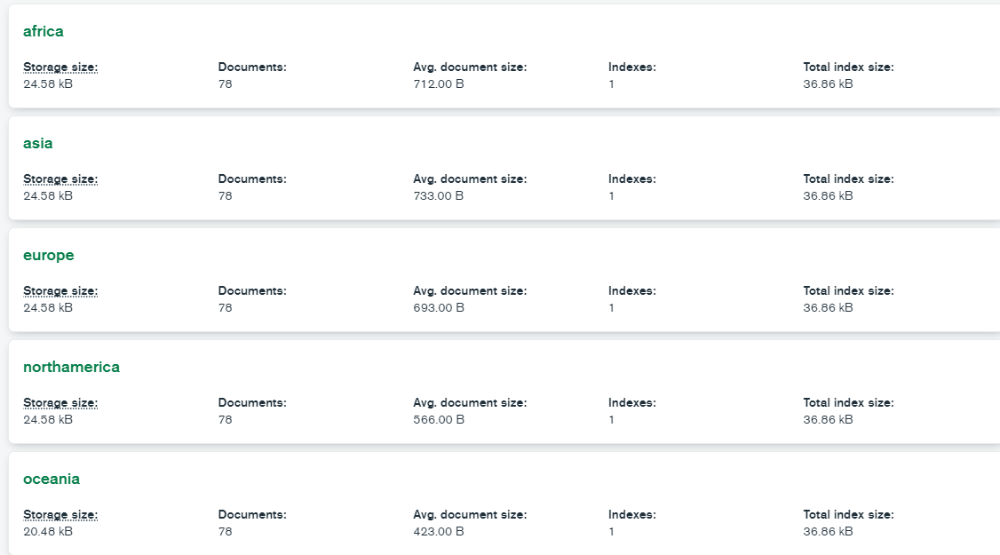 africa
Storage size: Documents: Avg. document size: Indexes: Total index size:
24.58 kB 78 712.00 B 1 36.86 kB
asia
Storage size: Documents: Avg. document size: Indexes: Total index size:
24.58 kB 78 733.00 B 1 36.86 kB
europe
Storage size: Documents: Avg. document size: Indexes: Total index size:
24.58 kB 78 693.00 B 1 36.86 kB
northamerica
Storage size: Documents: Avg. document size: Indexes: Total index size:
24.58 kB 78 566.00 B 1 36.86 kB
oceania
Storage size: Documents: Avg. document size: Indexes: Total index size:
20.48 kB 78 423.00 B 1 36.86 kB